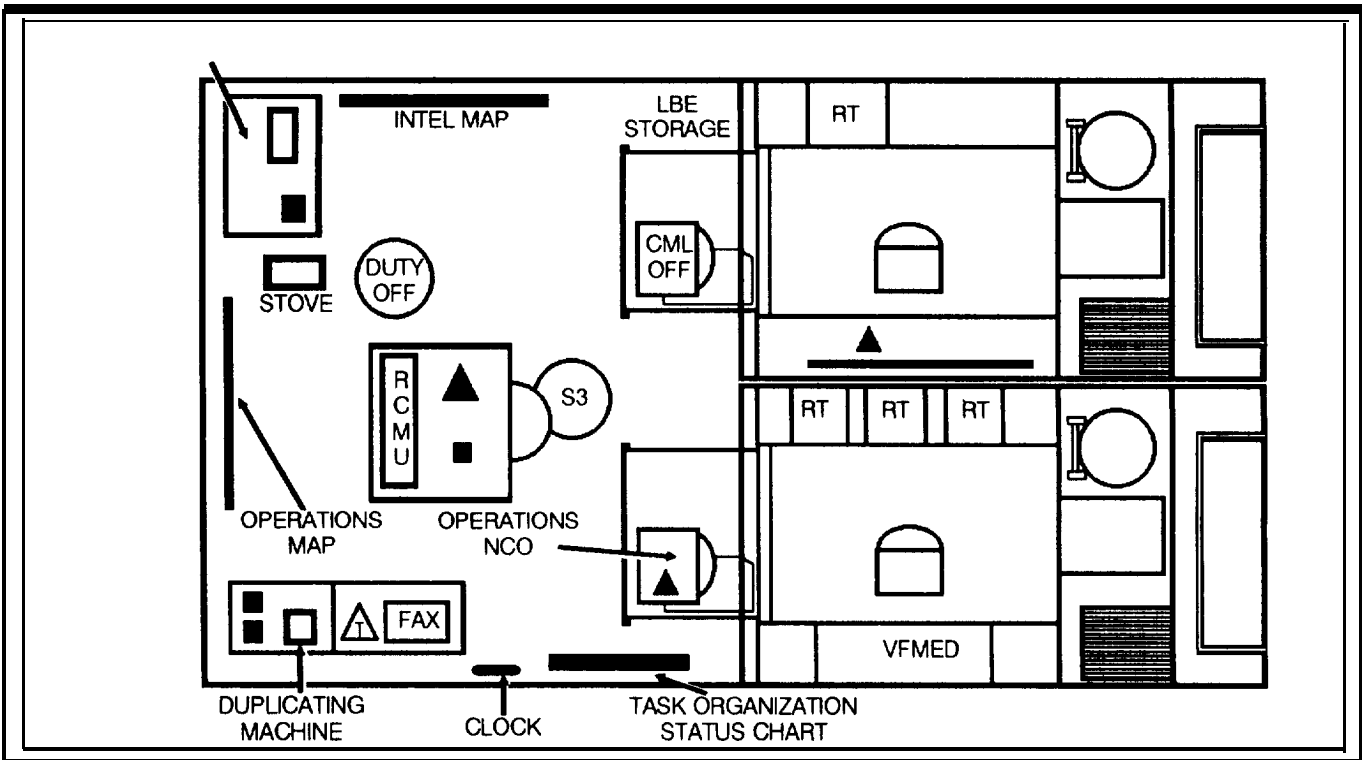 INTEL MAP
LBE
STORAGE
RT
CML
OFF
DUTY
OFF
STOVE
R
C
M
U
S3
RT
RT
RT
OPERATIONS
MAP
OPERATIONS
NCO
T
FAX
VFMED
DUPLICATING
MACHINE
CLOCK
TASK ORGANIZATION
STATUS CHART